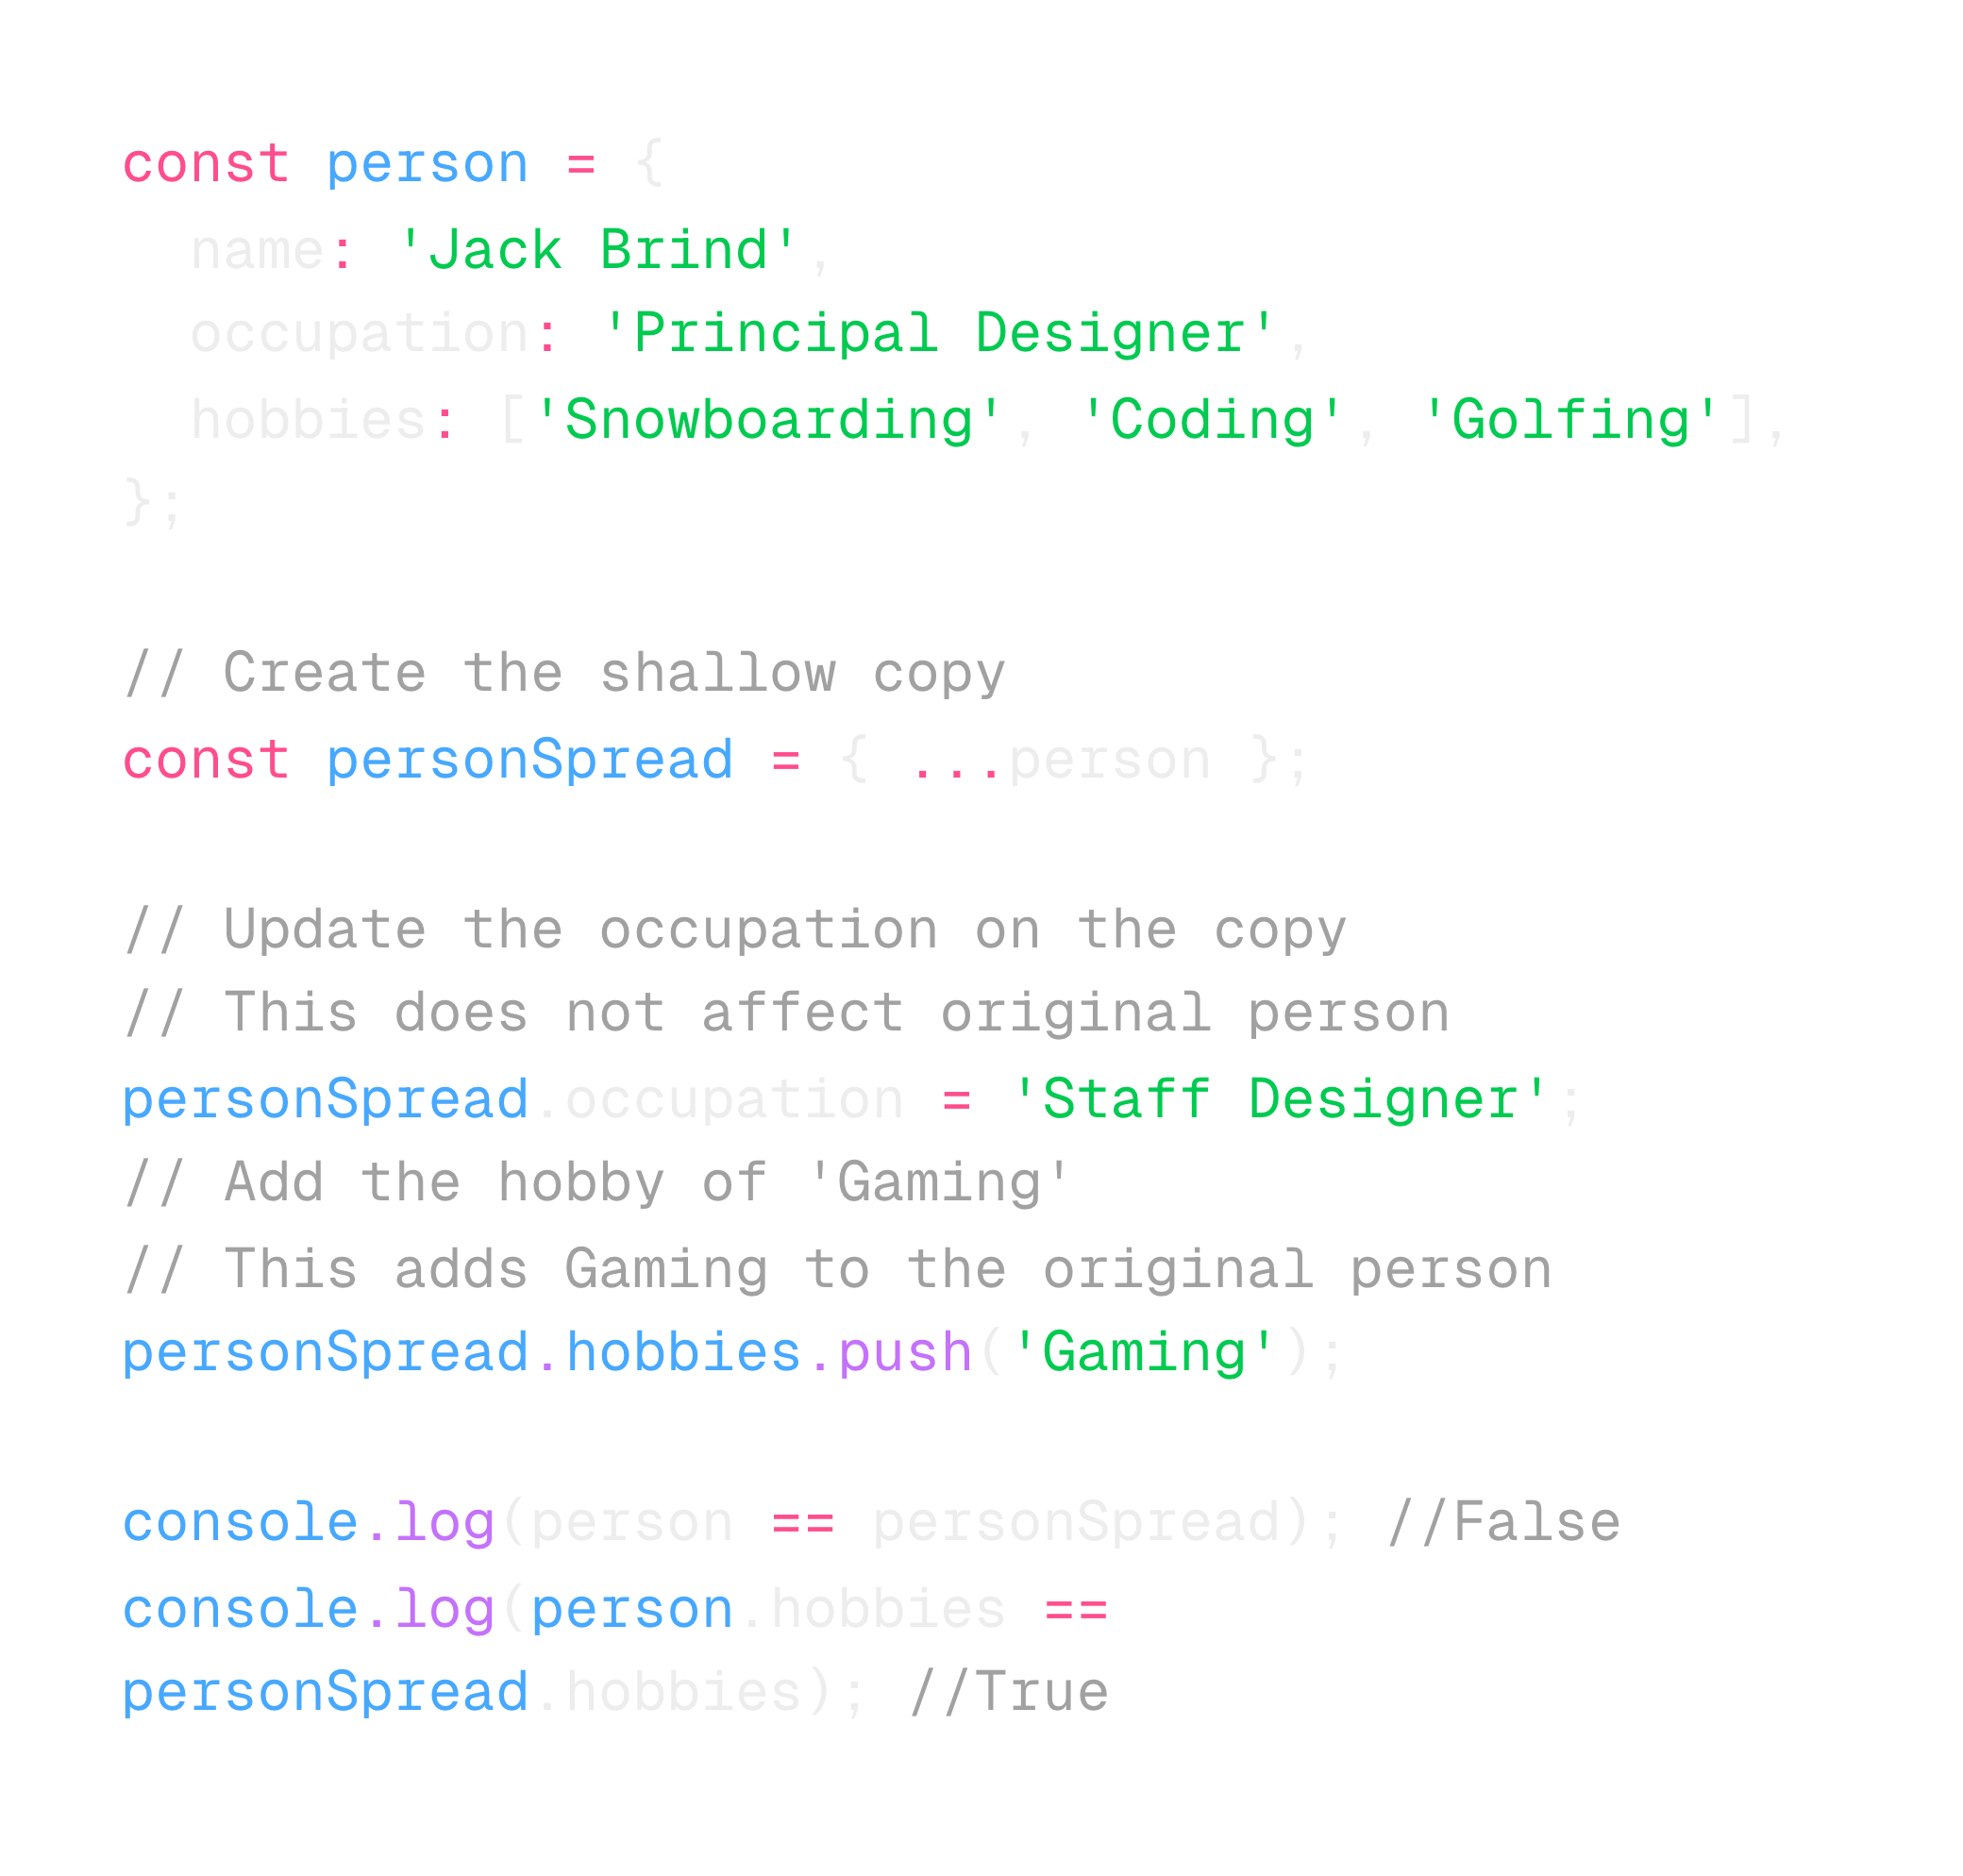 const person = {
  name: 'Jack Brind',
  occupation: 'Principal Designer',
  hobbies: ['Snowboarding', 'Coding', 'Golfing'],
};
// Create the shallow copy
const personSpread = { ...person };
// Update the occupation on the copy
// This does not affect original person
personSpread.occupation = 'Staff Designer';
// Add the hobby of 'Gaming'
// This adds Gaming to the original person
personSpread.hobbies.push('Gaming');
console.log(person == personSpread); //False
console.log(person.hobbies ==
personSpread.hobbies); //True